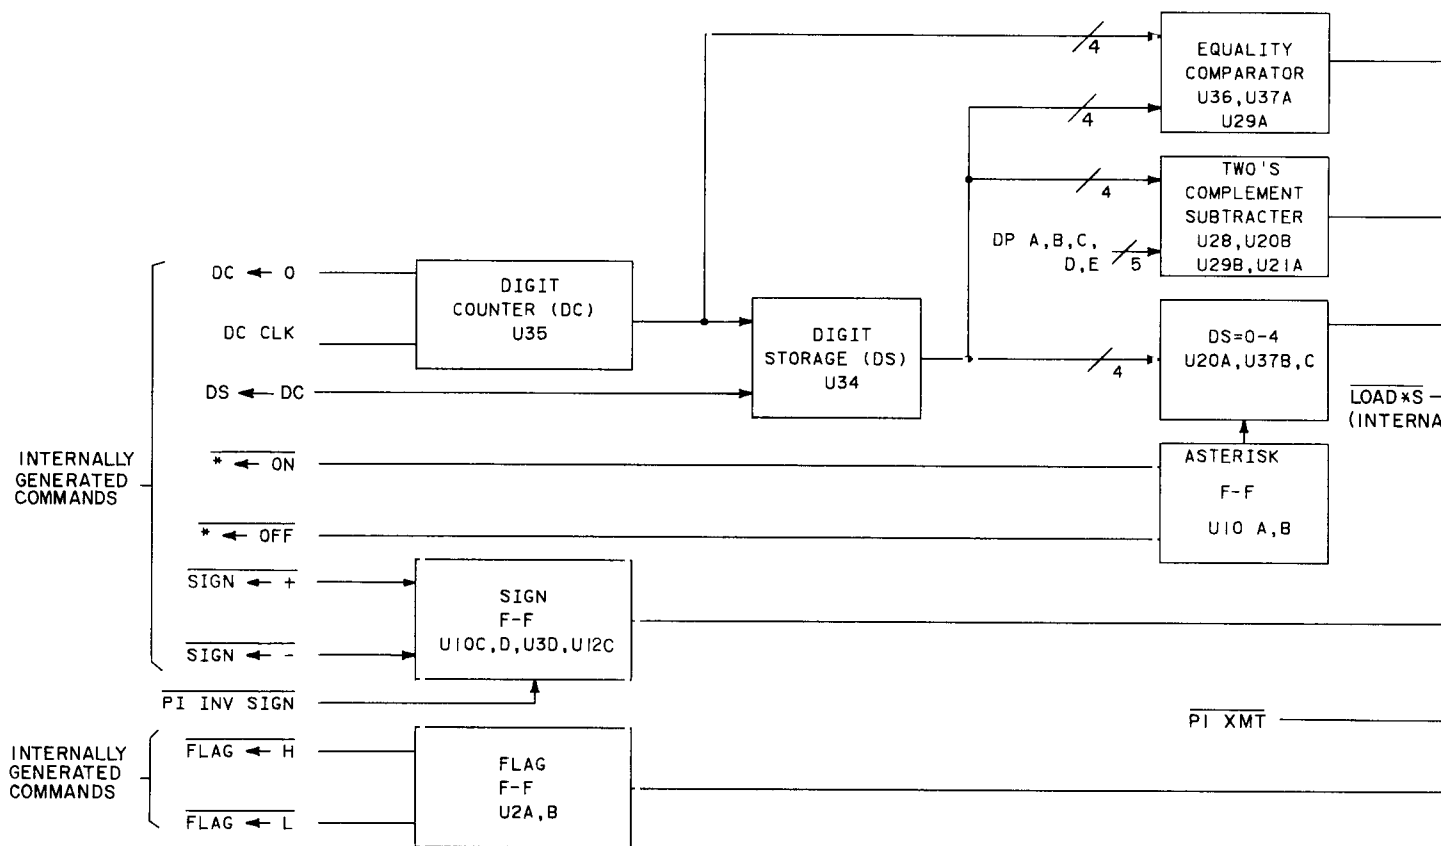 4
EQUALITY
COMPARATOR
U36,U37A
U29A
4
4
TWO'S
COMPLEMENT
SUBTRACTER
U28,U20B
U29B,U21A
DP A,B,C,
D,E
5
DC ← 0
DC CLK
DIGIT
COUNTER (DC)
U35
DS ← DC
DIGIT
STORAGE (DS)
U34
4
DS=0-4
U20A,U37B,C
LOAD*S
(INTERNA
INTERNALLY
GENERATED
COMMANDS
* ← ON
* ← OFF
ASTERISK
F-F
U10 A,B
SIGN ← +
SIGN ← -
PI INV SIGN
SIGN
F-F
U10C,D,U3D,U12C
PI XMT
INTERNALLY
GENERATED
COMMANDS
FLAG ← H
FLAG ← L
FLAG
F-F
U2A,B